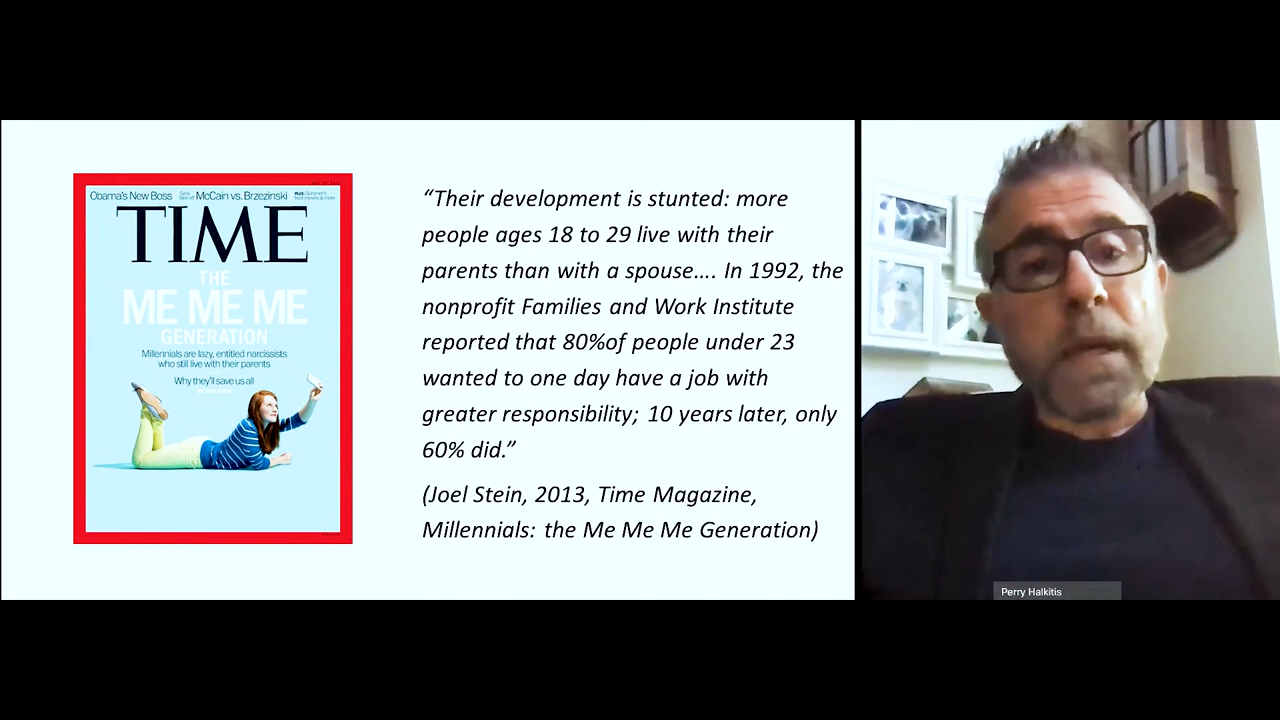 Obama's New Boss
McCain vs. Brzezinski
TIME
THE
ME ME ME
GENERATION
Millennials are lazy, entitled narcissists
who still live with their parents
Why they'll save us all
“Their development is stunted: more
people ages 18 to 29 live with their
parents than with a spouse…. In 1992, the
nonprofit Families and Work Institute
reported that 80%of people under 23
wanted to one day have a job with
greater responsibility; 10 years later, only
60% did.”
(Joel Stein, 2013, Time Magazine,
Millennials: the Me Me Me Generation)
Perry Halkitis